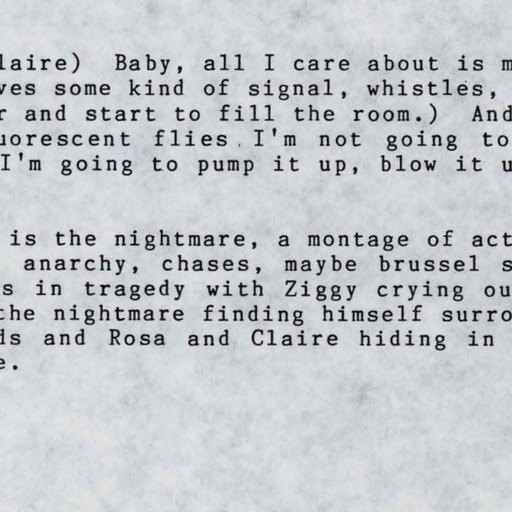 laire)  Baby, all I care about is m
ves some kind of signal, whistles,
r and start to fill the room.)  And
uorescent flies. I'm not going to
I'm going to pump it up, blow it u
is the nightmare, a montage of act
anarchy, chases, maybe brussel s
s in tragedy with Ziggy crying ou
the nightmare finding himself surro
ds and Rosa and Claire hiding in
e.